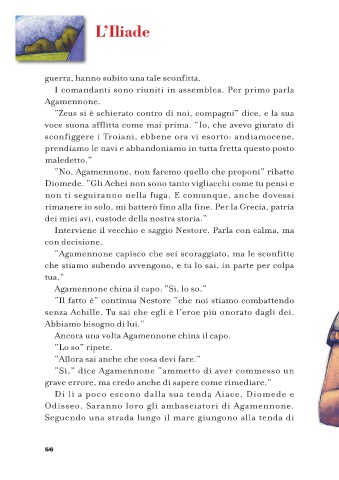 L'Iliade
guerra, hanno subito una tale sconfitta.
I comandanti sono riuniti in assemblea. Per primo parla
Agamennone.
"Zeus si è schierato contro di noi, compagni" dice, e la sua
voce suona afflitta come mai prima. "Io, che avevo giurato di
sconfiggere i Troiani, ebbene ora vi esorto: andiamocene,
prendiamo le navi e abbandoniamo in tutta fretta questo posto
maledetto."
"No, Agamennone, non faremo quello che proponi" ribatte
Diomede. "Gli Achei non sono tanto vigliacchi come tu pensi e
non ti seguiranno nella fuga. E comunque, anche dovessi
rimanere io solo, mi batterò fino alla fine. Per la Grecia, patria
dei miei avi, custode della nostra storia."
Interviene il vecchio e saggio Nestore. Parla con calma, ma
con decisione.
"Agamennone capisco che sei scoraggiato, ma le sconfitte
che stiamo subendo avvengono, e tu lo sai, in parte per colpa
tua."
Agamennone china il capo: "Sì, lo so."
"Il fatto è" continua Nestore "che noi stiamo combattendo
senza Achille. Tu sai che egli è l'eroe più onorato dagli dei.
Abbiamo bisogno di lui."
Ancora una volta Agamennone china il capo.
"Lo so" ripete.
"Allora sai anche che cosa devi fare."
"Sì," dice Agamennone "ammetto di aver commesso un
grave errore, ma credo anche di sapere come rimediare."
Di lì a poco escono dalla sua tenda Aiace, Diomede e
Odisseo. Saranno loro gli ambasciatori di Agamennone.
Seguendo una strada lungo il mare giungono alla tenda di
56